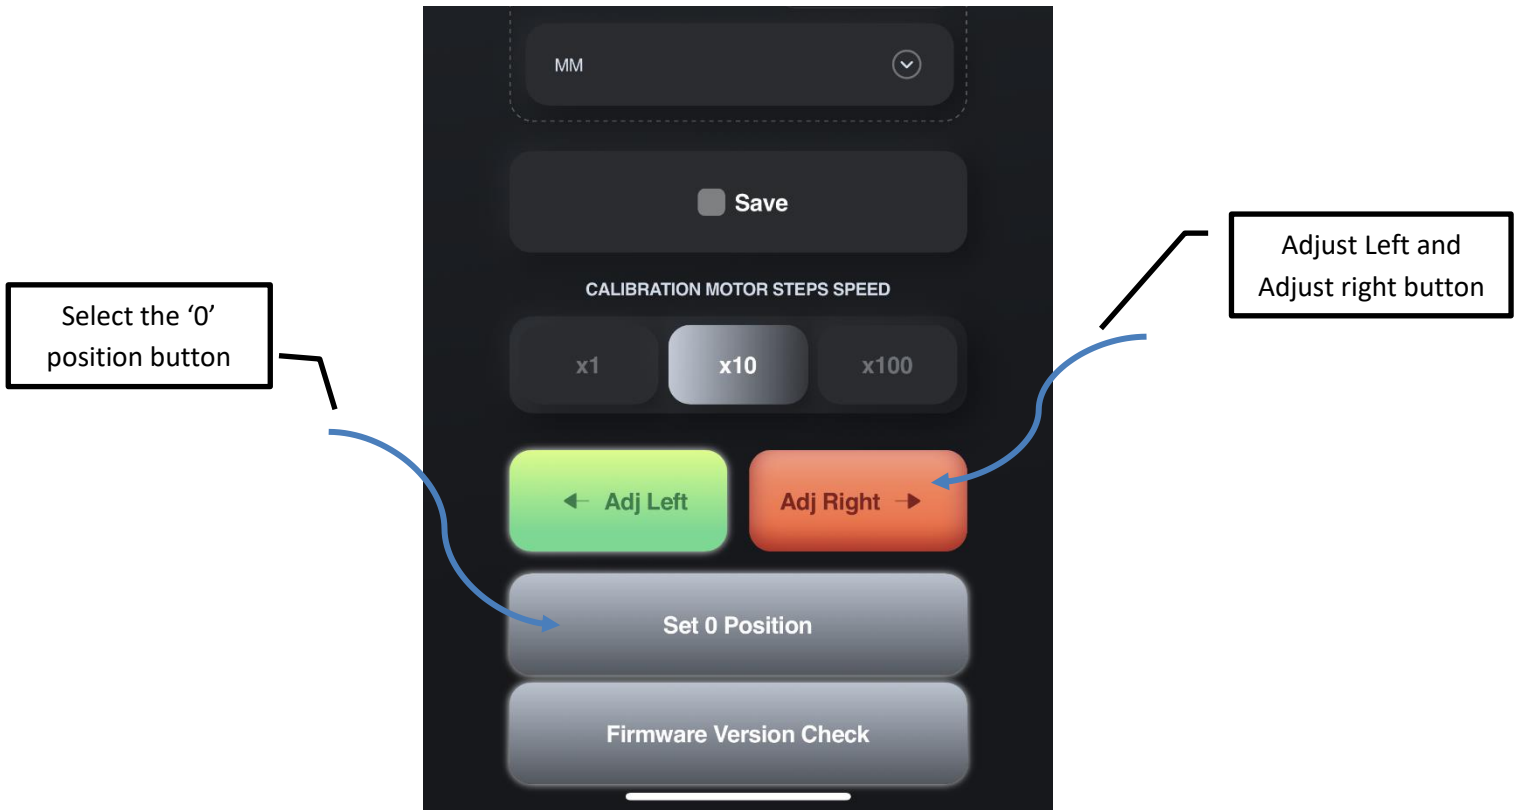 MM
Save
Adjust Left and
Adjust right button
CALIBRATION MOTOR STEPS SPEED
Select the ‘0’
position button
x1 x10 x100
← Adj Left
Adj Right →
Set 0 Position
Firmware Version Check